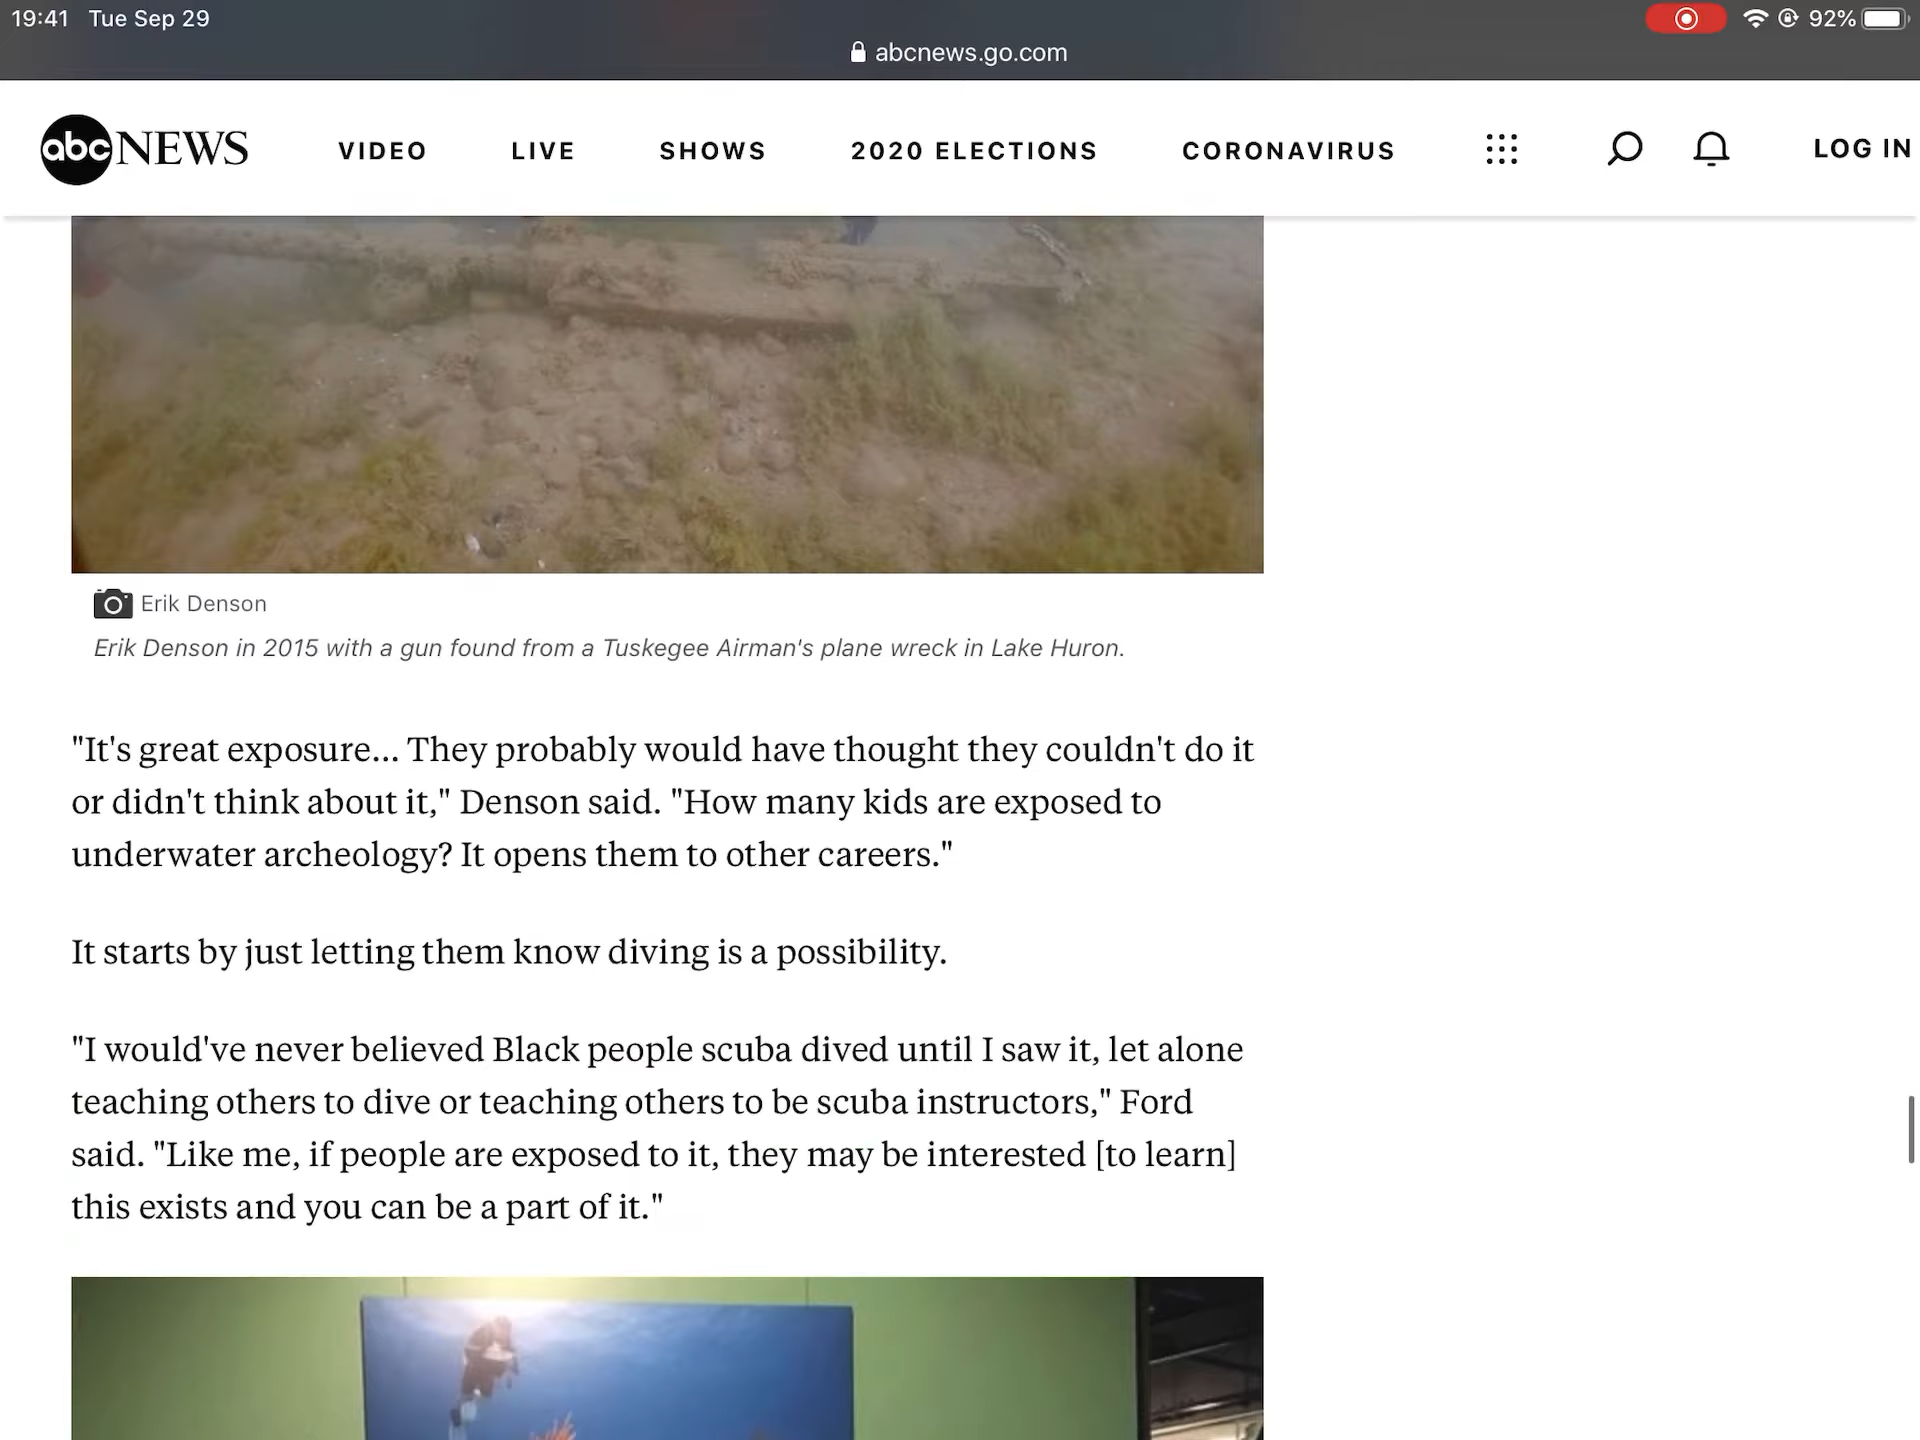 19:41 Tue Sep 29
92%
abcnews.go.com
abc NEWS VIDEO LIVE SHOWS 2020 ELECTIONS CORONAVIRUS LOG IN
Erik Denson
Erik Denson in 2015 with a gun found from a Tuskegee Airman's plane wreck in Lake Huron.
"It's great exposure... They probably would have thought they couldn't do it
or didn't think about it," Denson said. "How many kids are exposed to
underwater archeology? It opens them to other careers."
It starts by just letting them know diving is a possibility.
"I would've never believed Black people scuba dived until I saw it, let alone
teaching others to dive or teaching others to be scuba instructors," Ford
said. "Like me, if people are exposed to it, they may be interested [to learn]
this exists and you can be a part of it."